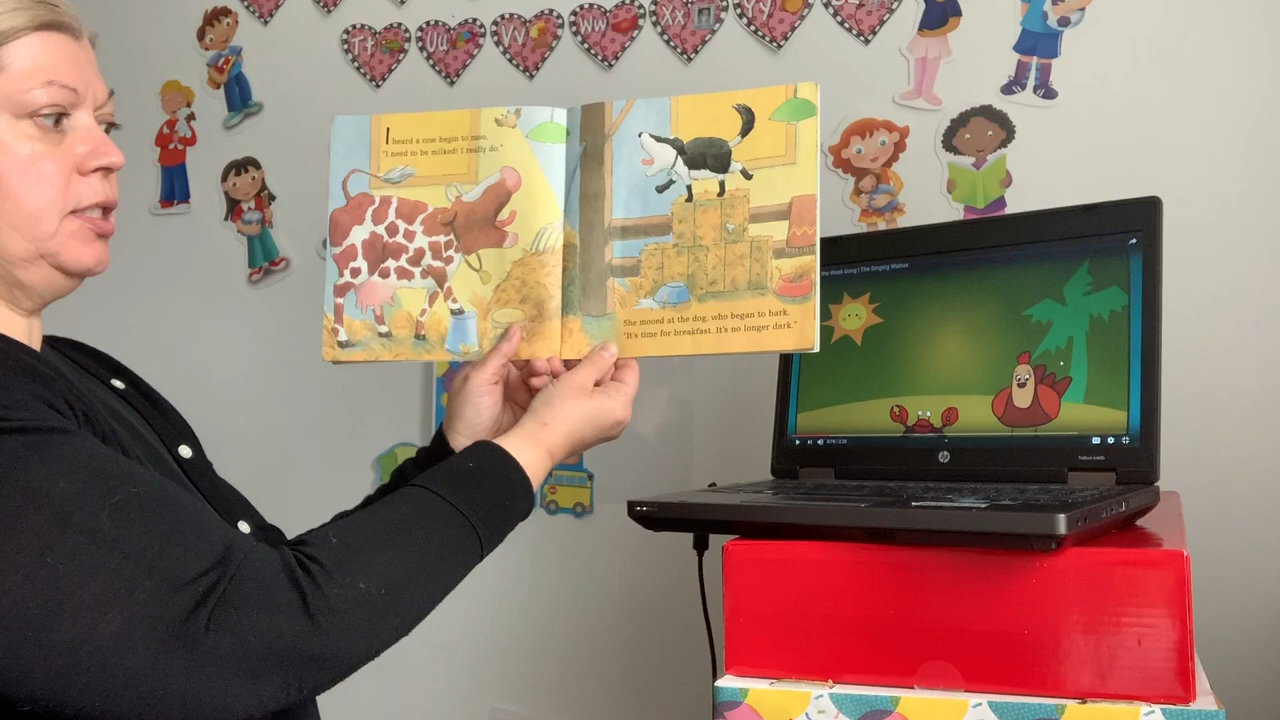 Tt
Uu
Vv
Ww
Xx
Yy
I heard a cow begin to moo,
"I need to be milked! I really do."
She mooed at the dog, who began to bark,
"It's time for breakfast. It's no longer dark."
the Week Song | The Singing Walrus
hp